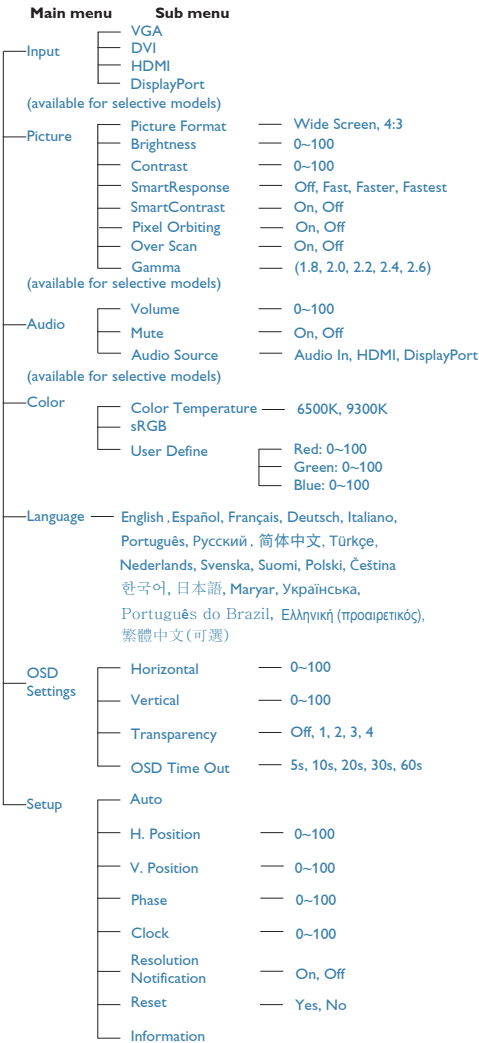 Main menu Sub menu
VGA
Input DVI
HDMI
DisplayPort
(available for selective models)
Picture Picture Format Wide Screen, 4:3
Brightness 0~100
Contrast 0~100
SmartResponse Off, Fast, Faster, Fastest
SmartContrast On, Off
Pixel Orbiting On, Off
Over Scan On, Off
Gamma (1.8, 2.0, 2.2, 2.4, 2.6)
(available for selective models)
Audio Volume 0~100
Mute On, Off
Audio Source Audio In, HDMI, DisplayPort
(available for selective models)
Color Color Temperature 6500K, 9300K
sRGB
User Define Red: 0~100
Green: 0~100
Blue: 0~100
Language English , Español, Français, Deutsch, Italiano,
Português, Русский , 简体中文, Türkçe,
Nederlands, Svenska, Suomi, Polski, Čeština
한국어, 日本語, Maryar, Українська,
Português do Brazil, Ελληνική (προαιρετικός),
繁體中文(可選)
OSD Settings Horizontal 0~100
Vertical 0~100
Transparency Off, 1, 2, 3, 4
OSD Time Out 5s, 10s, 20s, 30s, 60s
Setup Auto
H. Position 0~100
V. Position 0~100
Phase 0~100
Clock 0~100
Resolution
Notification On, Off
Reset Yes, No
Information